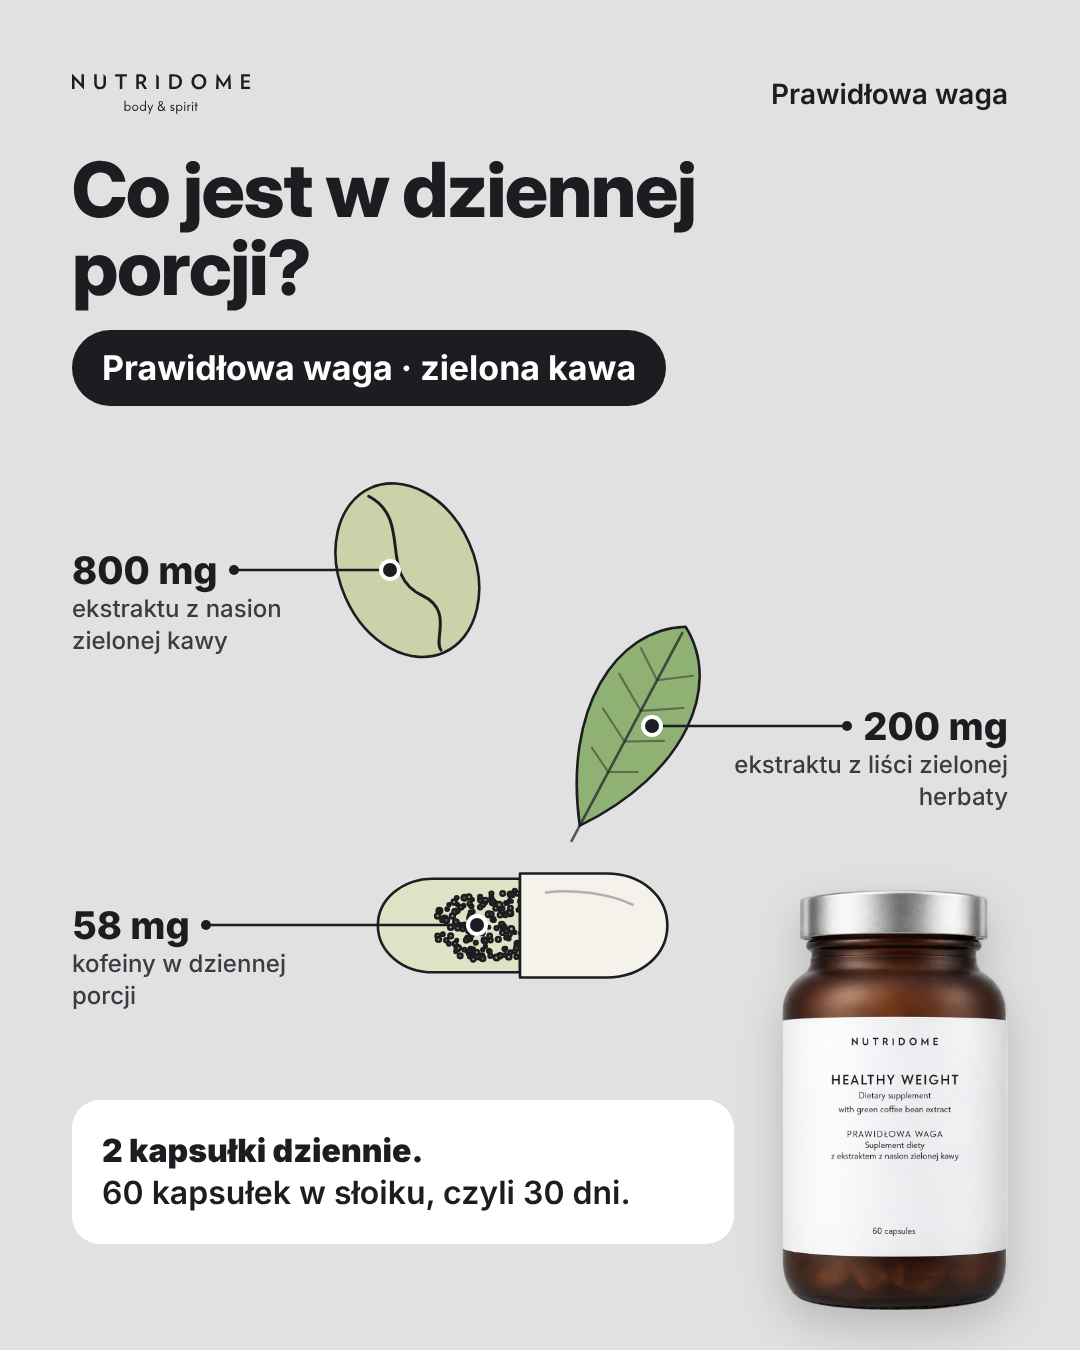 NUTRIDOME
body & spirit
Prawidłowa waga
Co jest w dziennej
porcji?
Prawidłowa waga · zielona kawa
800 mg
ekstraktu z nasion
zielonej kawy
200 mg
ekstraktu z liści zielonej
herbaty
58 mg
kofeiny w dziennej
porcji
2 kapsułki dziennie.
60 kapsułek w słoiku, czyli 30 dni.
NUTRIDOME
HEALTHY WEIGHT
Dietary supplement
with green coffee bean extract
PRAWIDŁOWA WAGA
Suplement diety
z ekstraktem z nasion zielonej kawy
60 capsules